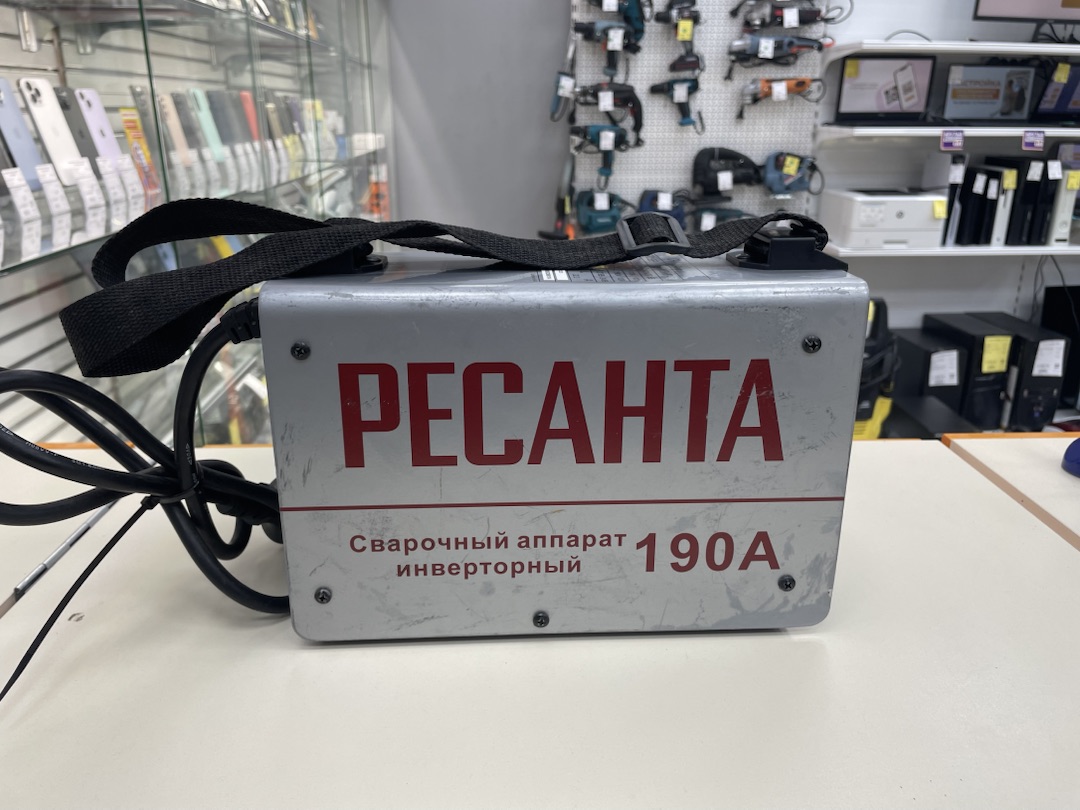 РЕСАНТА
Сварочный аппарат
инверторный
190А